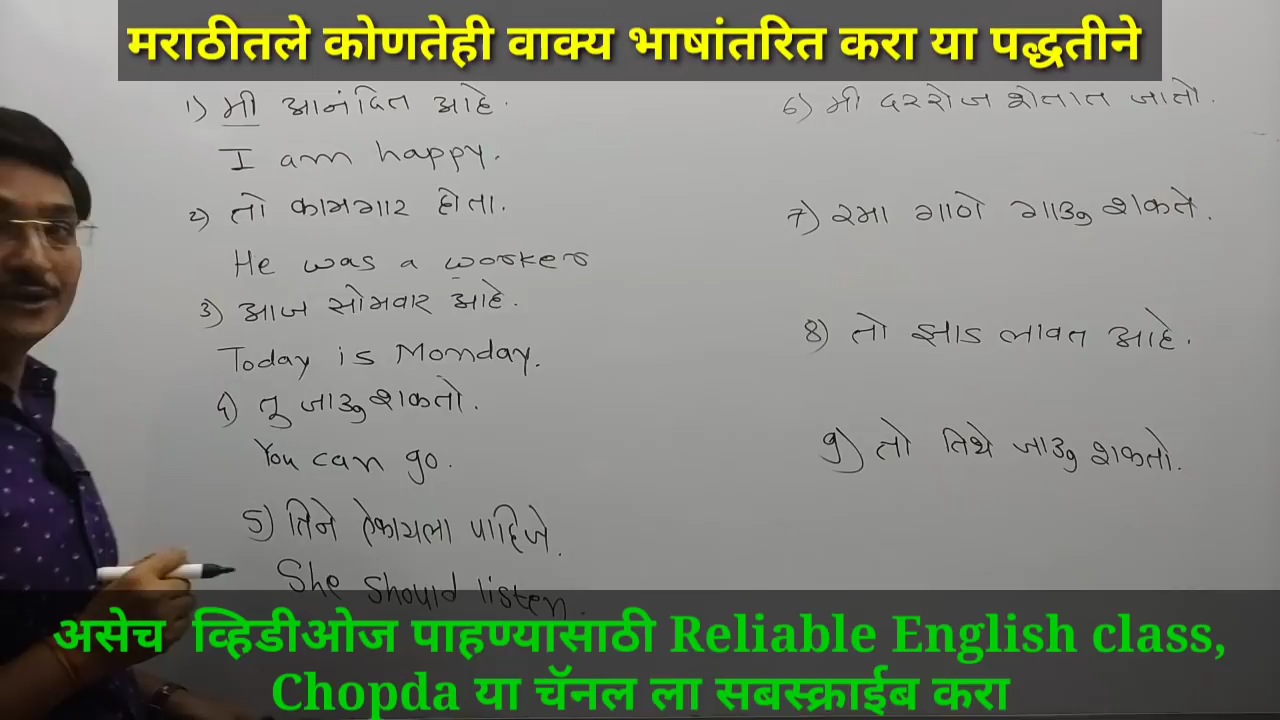 मराठीतले कोणतेही वाक्य भाषांतरित करा या पद्धतीने
1) मी आनंदित आहे.
I am happy.
2) तो कामगार होता.
He was a worker
3) आज सोमवार आहे.
Today is Monday.
4) तू जाऊ शकतो.
You can go.
5) तिने ऐकायला पाहिजे.
She should listen.
6) मी दररोज शेतात जातो.
7) रमा गाणे गाऊ शकते.
8) तो झाड लावत आहे.
9) तो तिथे जाऊ शकतो.
असेच व्हिडीओज पाहण्यासाठी Reliable English class,
Chopda या चॅनल ला सबस्क्राईब करा